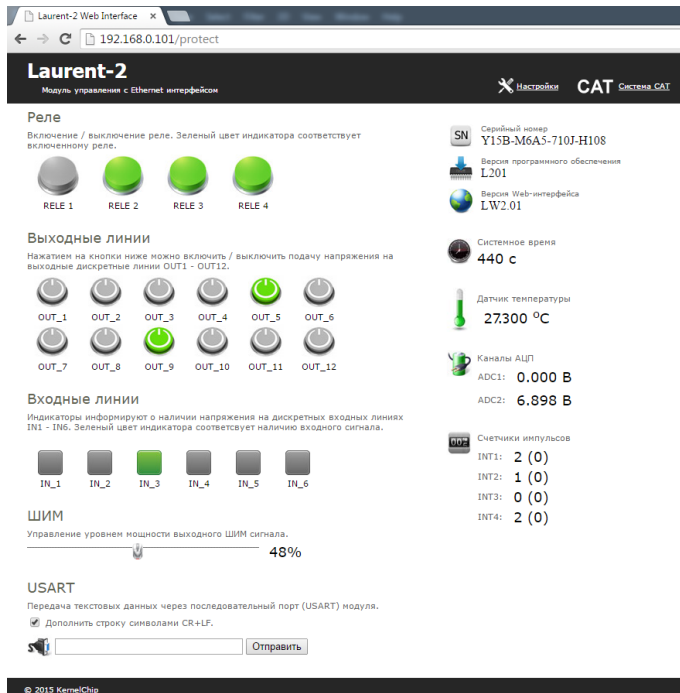 Laurent-2 Web Interface
192.168.0.101/protect
Laurent-2
Модуль управления с Ethernet интерфейсом
Настройки
CAT Система CAT
Реле
Включение / выключение реле. Зеленый цвет индикатора соответствует
включенному реле.
RELE 1 RELE 2 RELE 3 RELE 4
Выходные линии
Нажатием на кнопки ниже можно включить / выключить подачу напряжения на
выходные дискретные линии OUT1 - OUT12.
OUT_1 OUT_2 OUT_3 OUT_4 OUT_5 OUT_6
OUT_7 OUT_8 OUT_9 OUT_10 OUT_11 OUT_12
Входные линии
Индикаторы информируют о наличии напряжения на дискретных входных линиях
IN1 - IN6. Зеленый цвет индикатора соответсвует наличию входного сигнала.
IN_1 IN_2 IN_3 IN_4 IN_5 IN_6
ШИМ
Управление уровнем мощности выходного ШИМ сигнала.
48%
USART
Передача текстовых данных через последовательный порт (USART) модуля.
Дополнить строку символами CR+LF.
Отправить
SN
Серийный номер
Y15B-M6A5-710J-H108
Версия программного обеспечения
L201
Версия Web-интерфейса
LW2.01
Системное время
440 с
Датчик температуры
27.300 °C
Каналы АЦП
ADC1: 0.000 В
ADC2: 6.898 В
Счетчики импульсов
INT1: 2 (0)
INT2: 1 (0)
INT3: 0 (0)
INT4: 2 (0)
© 2015 KernelChip